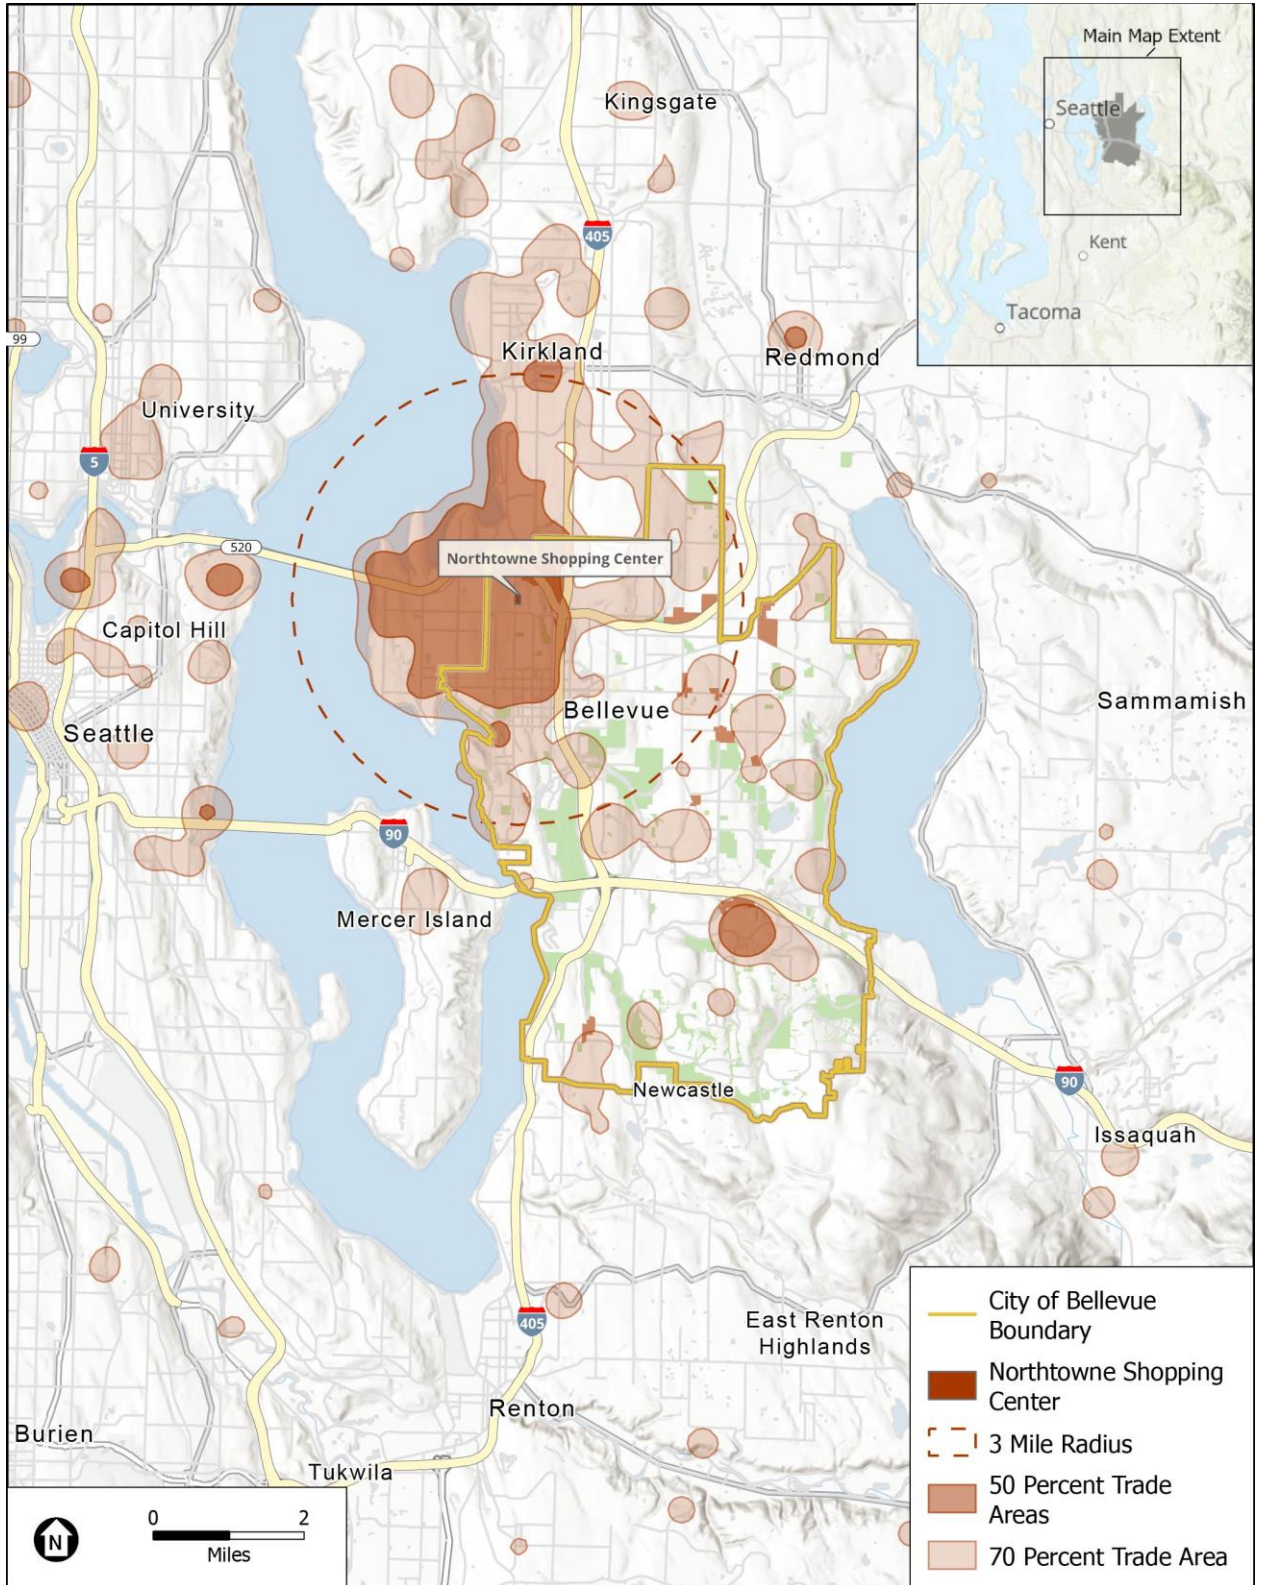 Main Map Extent
Seattle
Kent
Tacoma
Kingsgate
405
99
Kirkland
Redmond
University
5
520
Northtowne Shopping Center
Capitol Hill
Bellevue
Sammamish
Seattle
90
Mercer Island
Newcastle
90
Issaquah
405
East Renton
Highlands
Renton
Burien
Tukwila
0
2
Miles
N
City of Bellevue
Boundary
Northtowne Shopping
Center
3 Mile Radius
50 Percent Trade
Areas
70 Percent Trade Area